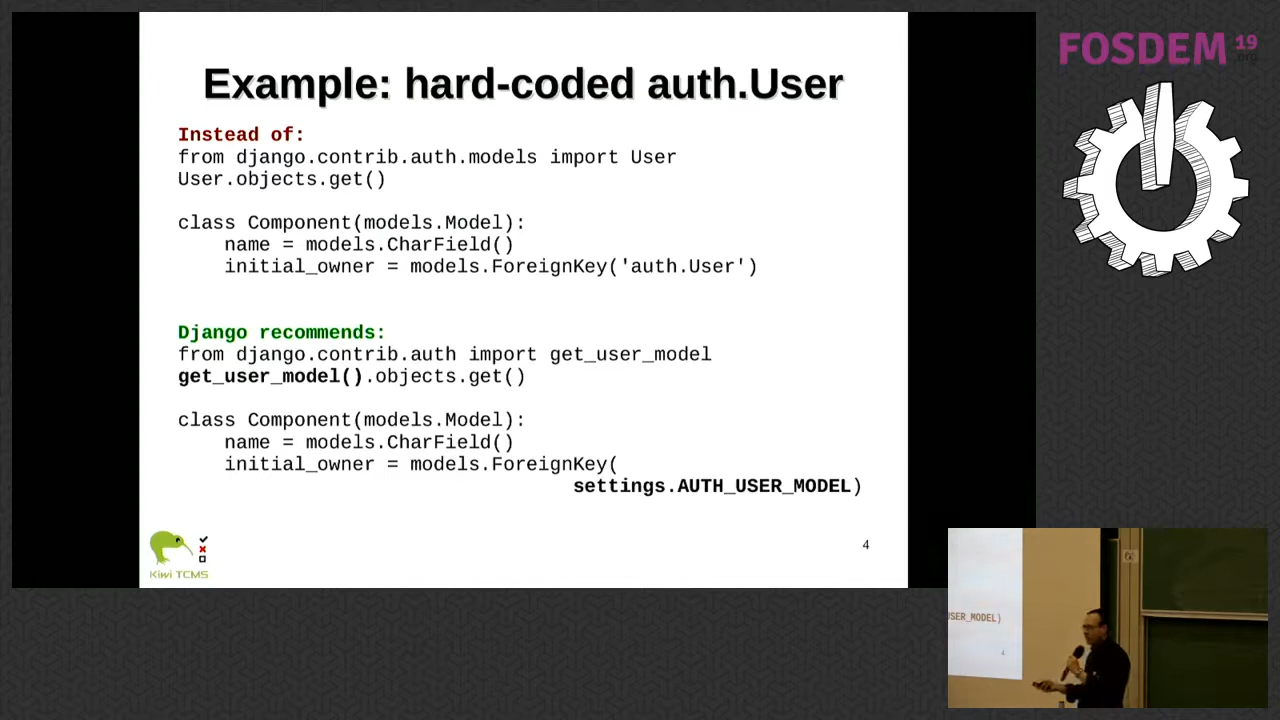 Example: hard-coded auth.User
Instead of:
from django.contrib.auth.models import User
User.objects.get()
class Component(models.Model):
name = models.CharField()
initial_owner = models.ForeignKey('auth.User')
Django recommends:
from django.contrib.auth import get_user_model
get_user_model().objects.get()
class Component(models.Model):
name = models.CharField()
initial_owner = models.ForeignKey(
settings.AUTH_USER_MODEL)
Kiwi TCMS
4
FOSDEM 19
.org
USER_MODEL)
4